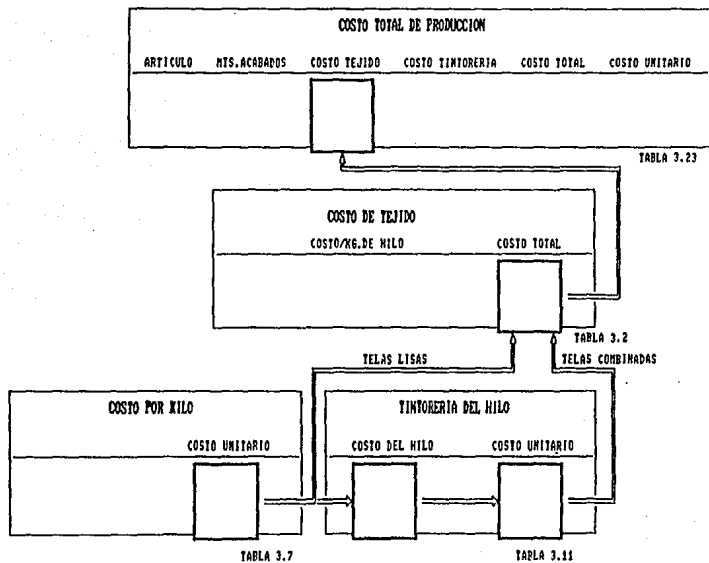 COSTO TOTAL DE PRODUCCION
ARTICULO MTS.ACABADOS COSTO TEJIDO COSTO TINTORERIA COSTO TOTAL COSTO UNITARIO
TABLA 3.23
COSTO DE TEJIDO
COSTO/KG.DE HILO COSTO TOTAL
TABLA 3.2
TELAS LISAS TELAS COMBINADAS
COSTO POR KILO TINTORERIA DEL HILO
COSTO UNITARIO COSTO DEL HILO COSTO UNITARIO
TABLA 3.7 TABLA 3.11